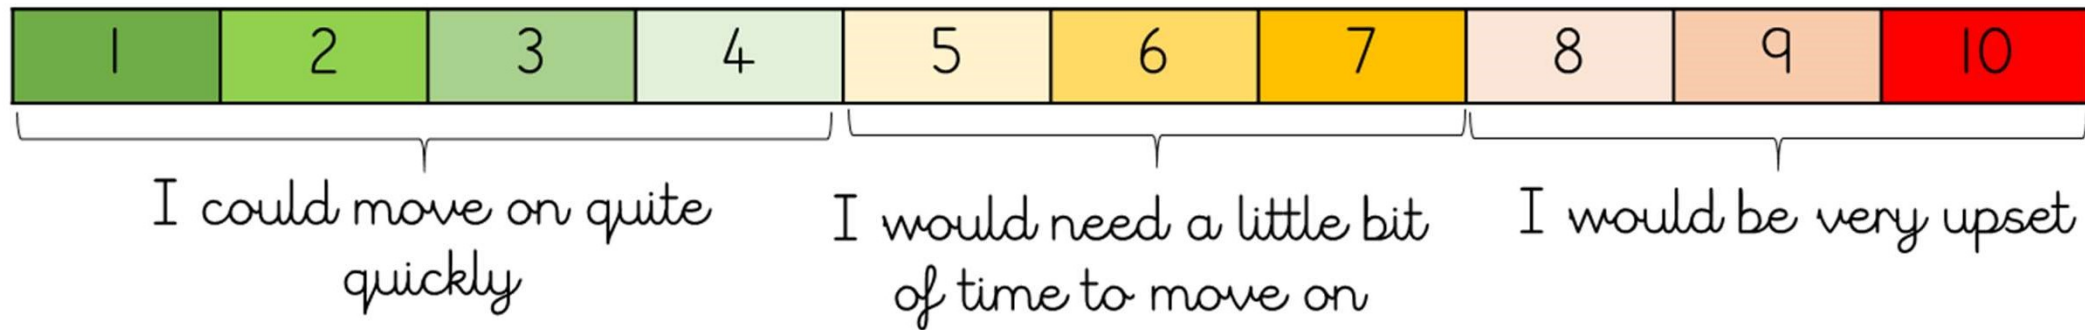 1 2 3 4 5 6 7 8 9 10
I could move on quite
quickly
I would need a little bit
of time to move on
I would be very upset